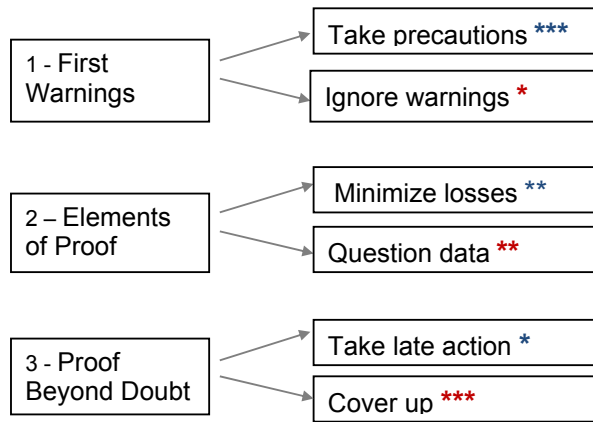 1 - First
Warnings
Take precautions ***
Ignore warnings *
2 – Elements
of Proof
Minimize losses **
Question data **
3 - Proof
Beyond Doubt
Take late action *
Cover up ***